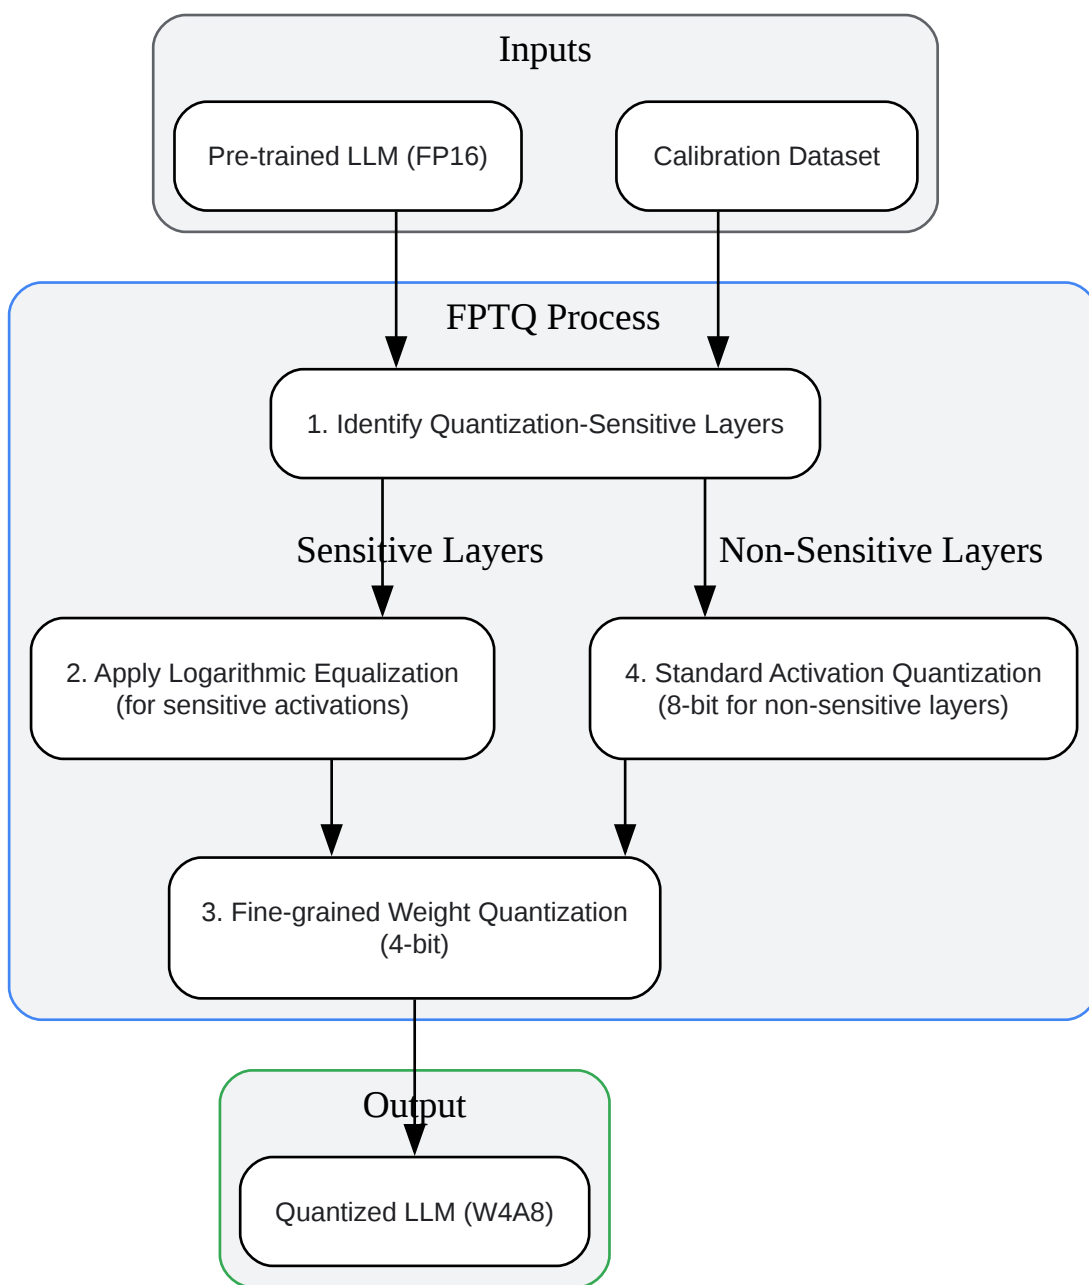 Inputs
Pre-trained LLM (FP16)
Calibration Dataset
FPTQ Process
1. Identify Quantization-Sensitive Layers
Sensitive Layers
Non-Sensitive Layers
2. Apply Logarithmic Equalization
(for sensitive activations)
4. Standard Activation Quantization
(8-bit for non-sensitive layers)
3. Fine-grained Weight Quantization
(4-bit)
Output
Quantized LLM (W4A8)